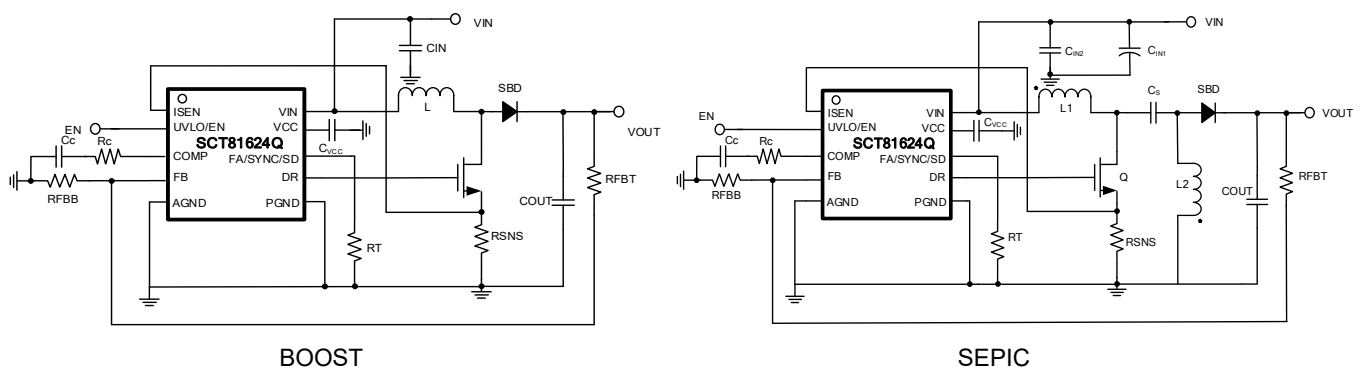 VIN
CIN
SBD
ISEN
VIN
L
EN
UVLO/EN
VCC
VOUT
Cc
Rc
SCT81624Q
CVCC
COMP
FA/SYNC/SD
FB
DR
RFBB
RFBT
COUT
AGND
PGND
RSNS
RT
BOOST
VIN
CIN2
CIN1
CS
SBD
ISEN
VIN
L1
VOUT
EN
UVLO/EN
VCC
CVCC
Cc
Rc
SCT81624Q
COMP
FA/SYNC/SD
FB
DR
Q
L2
RFBB
RFBT
COUT
AGND
PGND
RSNS
RT
SEPIC